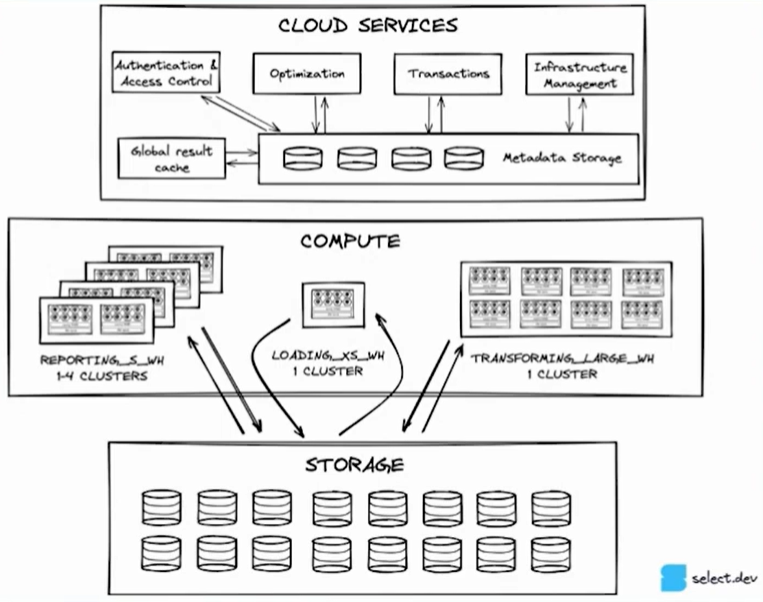 CLOUD SERVICES
Authentication &
Access Control
Optimization
Transactions
Infrastructure
Management
Global result
cache
Metadata Storage
COMPUTE
REPORTING_S_WH
1-4 CLUSTERS
LOADING_XS_WH
1 CLUSTER
TRANSFORMING_LARGE_WH
1 CLUSTER
STORAGE
select.dev